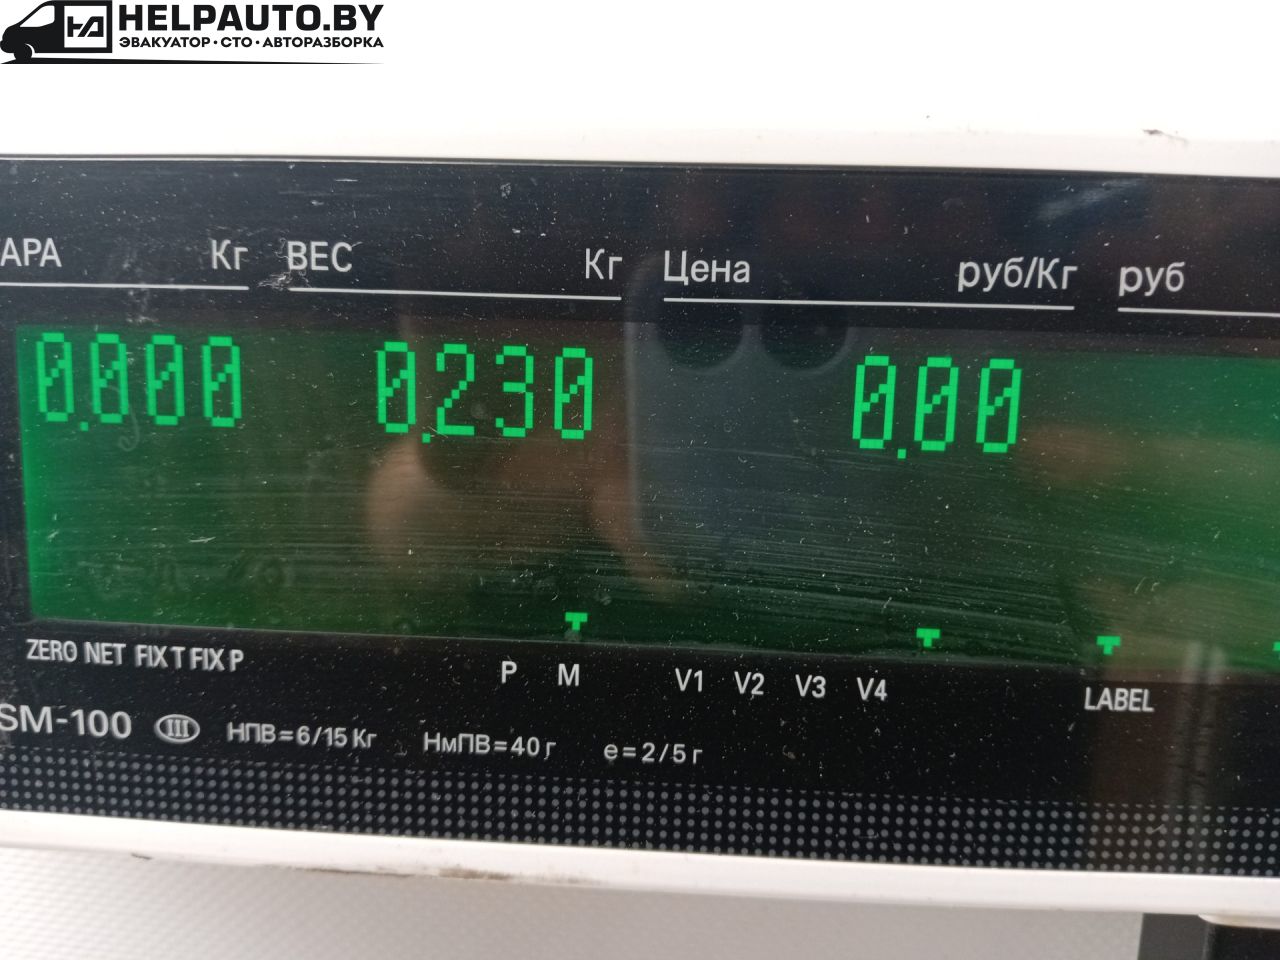 HELPAUTO.BY
ЭВАКУАТОР·СТО·АВТОРАЗБОРКА
АРА Кг ВЕС Кг Цена руб/Кг руб
0.000 0.230 0.00
ZERO NET FIX T FIX P P M V1 V2 V3 V4 LABEL
SM-100 III НПВ=6/15 Кг НмПВ=40 г e=2/5 г